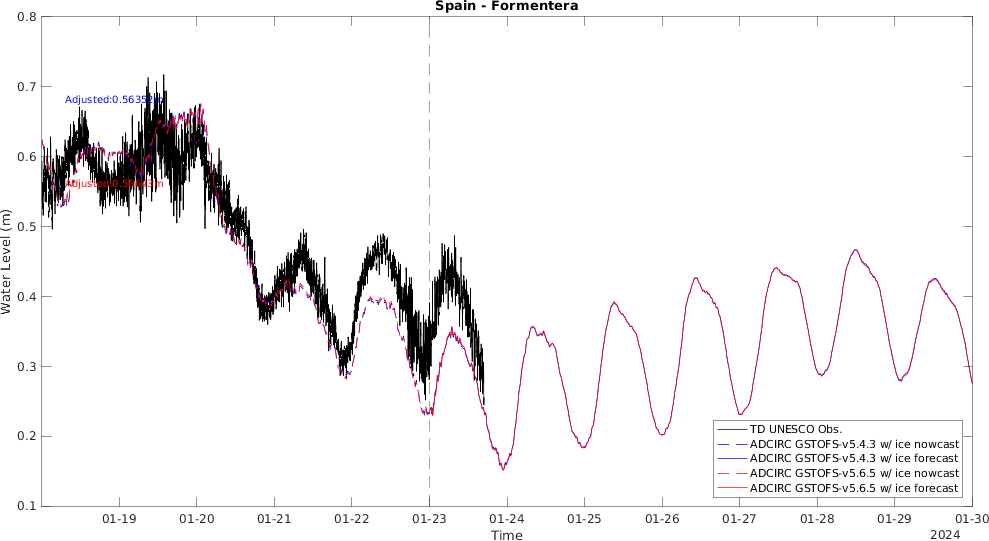 Spain - Formentera
0.8
0.7
0.6
0.5
0.4
0.3
0.2
0.1
Water Level (m)
01-19
01-20
01-21
01-22
01-23
01-24
01-25
01-26
01-27
01-28
01-29
01-30
Time
2024
TD UNESCO Obs.
ADCIRC GSTOFS-v5.4.3 w/ ice nowcast
ADCIRC GSTOFS-v5.4.3 w/ ice forecast
ADCIRC GSTOFS-v5.6.5 w/ ice nowcast
ADCIRC GSTOFS-v5.6.5 w/ ice forecast